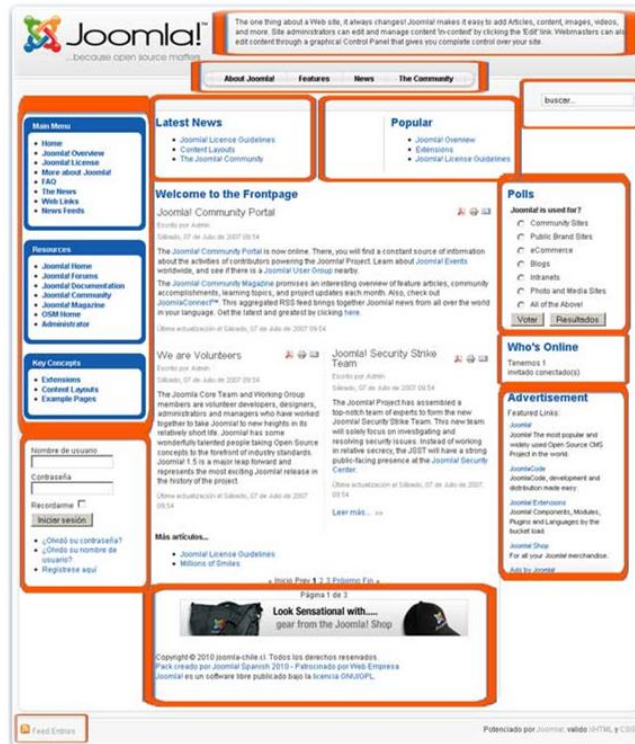 Joomla!™
...because open source matters
The one thing about a Web site, it always changes! Joomla! makes it easy to add Articles, content, images, videos,
and more. Site administrators can edit and manage content 'in-context' by clicking the 'Edit' link. Webmasters can als
edit content through a graphical Control Panel that gives you complete control over your site.
About Joomla! Features News The Community
buscar...
Main Menu
Home
Joomla! Overview
Joomla! License
More about Joomla!
FAQ
The News
Web Links
News Feeds
Resources
Joomla! Home
Joomla! Forums
Joomla! Documentation
Joomla! Community
Joomla! Magazine
OSM Home
Administrator
Key Concepts
Extensions
Content Layouts
Example Pages
Nombre de usuario
Contraseña
Recordarme
Iniciar sesión
¿Olvidó su contraseña?
¿Olvidó su nombre de
usuario?
Regístrese aquí
Latest News
Joomla! License Guidelines
Content Layouts
The Joomla! Community
Popular
Joomla! Overview
Extensions
Joomla! License Guidelines
Welcome to the Frontpage
Joomla! Community Portal
Escrito por Admin
Sábado, 07 de Julio de 2007 09:54
The Joomla! Community Portal is now online. There, you will find a constant source of information
about the activities of contributors powering the Joomla! Project. Learn about Joomla! Events
worldwide, and see if there is a Joomla! User Group nearby.
The Joomla! Community Magazine promises an interesting overview of feature articles, community
accomplishments, learning topics, and project updates each month. Also, check out
JoomlaConnect™. This aggregated RSS feed brings together Joomla! news from all over the world
in your language. Get the latest and greatest by clicking here.
Última actualización el Sábado, 07 de Julio de 2007 09:54
We are Volunteers
Escrito por Admin
Sábado, 07 de Julio de 2007 09:54
The Joomla Core Team and Working Group
members are volunteer developers, designers,
administrators and managers who have worked
together to take Joomla! to new heights in its
relatively short life. Joomla! has some
wonderfully talented people taking Open Source
concepts to the forefront of industry standards.
Joomla! 1.5 is a major leap forward and
represents the most exciting Joomla! release in
the history of the project.
Última actualización el Sábado, 07 de Julio de 2007
09:54
Joomla! Security Strike
Team
Escrito por Admin
Sábado, 07 de Julio de 2007 09:54
The Joomla! Project has assembled a
top-notch team of experts to form the new
Joomla! Security Strike Team. This new team
will solely focus on investigating and
resolving security issues. Instead of working
in relative secrecy, the JSST will have a strong
public-facing presence at the Joomla! Security
Center.
Última actualización el Sábado, 07 de Julio de 2007
09:54
Leer más... >>
Más artículos...
Joomla! License Guidelines
Millions of Smiles
« Inicio Prev 1 2 3 Próximo Fin »
Página 1 de 3
Look Sensational with.....
gear from the Joomla! Shop
Copyright © 2010 joomla-chile.cl. Todos los derechos reservados.
Pack creado por Joomla! Spanish 2010 - Patrocinado por Web Empresa
Joomla! es un software libre publicado bajo la licencia GNU/GPL.
Polls
Joomla! is used for?
Community Sites
Public Brand Sites
eCommerce
Blogs
Intranets
Photo and Media Sites
All of the Above!
Votar Resultados
Who's Online
Tenemos 1
invitado conectado(s)
Advertisement
Featured Links:
Joomla!
Joomla! The most popular and
widely used Open Source CMS
Project in the world.
JoomlaCode
JoomlaCode, development and
distribution made easy.
Joomla! Extensions
Joomla! Components, Modules,
Plugins and Languages by the
bucket load.
Joomla! Shop
For all your Joomla! merchandise.
Ads by Joomla!
Feed Entries
Potenciado por Joomla!. valido XHTML y CSS